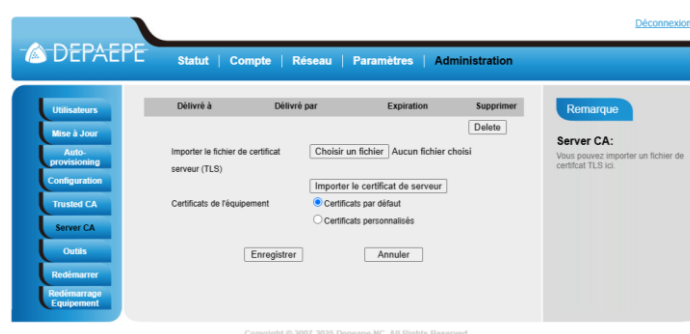 Déconnexion
DEPAEPE
Statut | Compte | Réseau | Paramètres | Administration
Utilisateurs
Mise à Jour
Auto-
provisioning
Configuration
Trusted CA
Server CA
Outils
Redémarrer
Redémarrage
Equipement
Délivré à Délivré par Expiration Supprimer
Delete
Importer le fichier de certificat
serveur (TLS)
Choisir un fichier Aucun fichier choisi
Importer le certificat de serveur
Certificats de l'équipement
Certificats par défaut
Certificats personnalisés
Enregistrer Annuler
Remarque
Server CA:
Vous pouvez importer un fichier de
certifcat TLS ici.